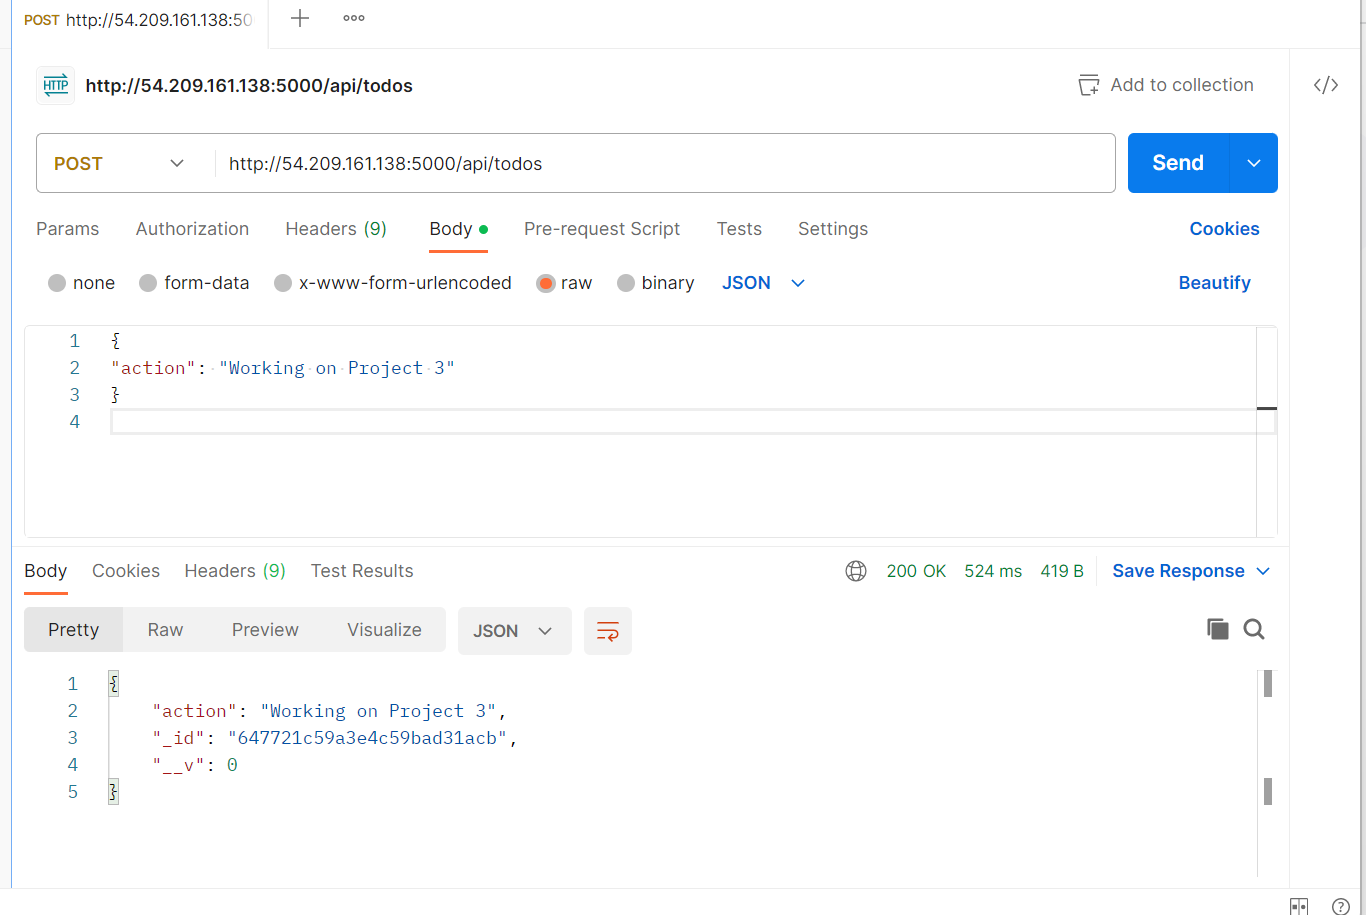 POST http://54.209.161.138:50
HTTP http://54.209.161.138:5000/api/todos Add to collection </>
POST http://54.209.161.138:5000/api/todos Send
Params Authorization Headers (9) Body Pre-request Script Tests Settings Cookies
none form-data x-www-form-urlencoded raw binary JSON Beautify
1 {
2 "action": "Working on Project 3"
3 }
4
Body Cookies Headers (9) Test Results 200 OK 524 ms 419 B Save Response
Pretty Raw Preview Visualize JSON
1 {
2 "action": "Working on Project 3",
3 "_id": "647721c59a3e4c59bad31acb",
4 "__v": 0
5 }